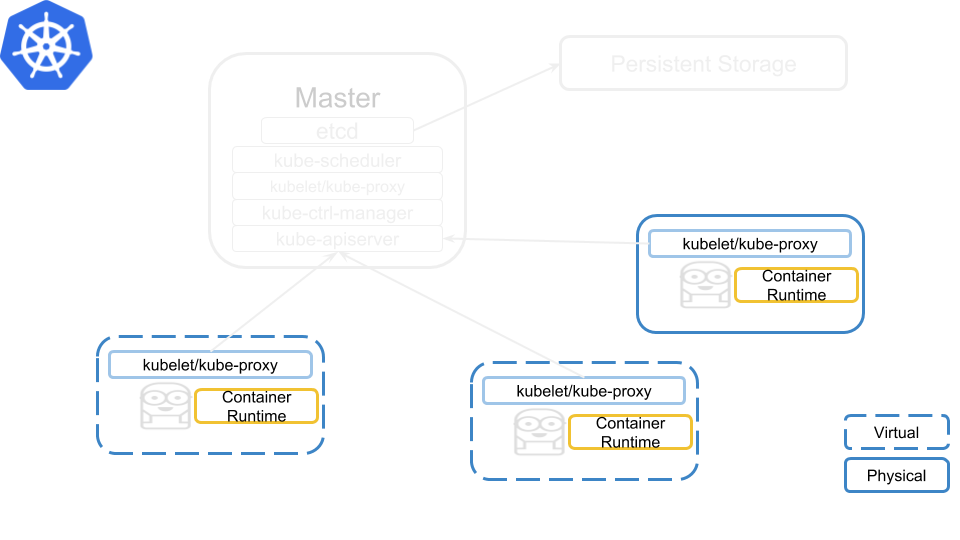 Persistent Storage
Master
etcd
kube-scheduler
kubelet/kube-proxy
kube-ctrl-manager
kube-apiserver
kubelet/kube-proxy
Container
Runtime
kubelet/kube-proxy
Container
Runtime
kubelet/kube-proxy
Container
Runtime
Virtual
Physical